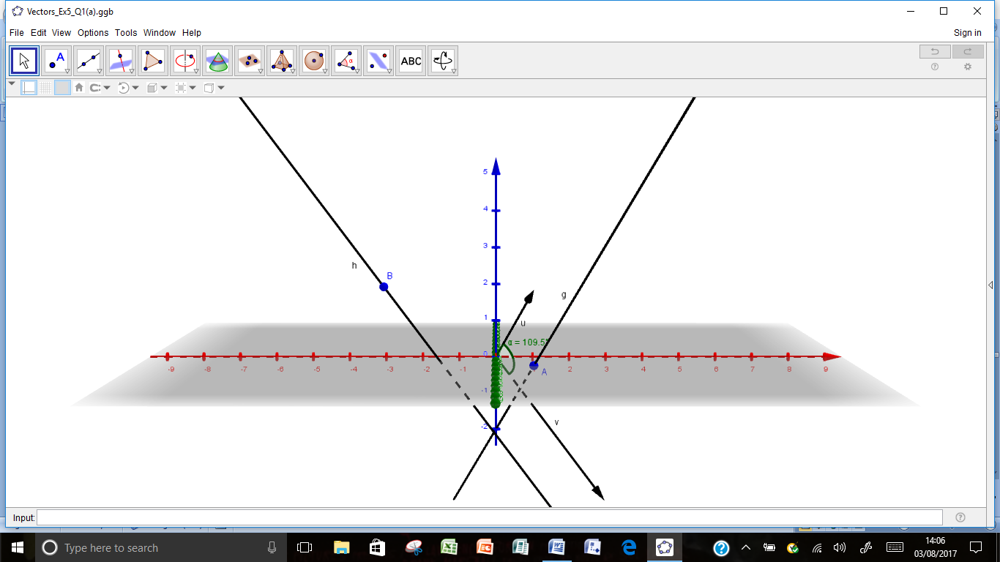 Vectors_Ex5_Q1(a).ggb
File Edit View Options Tools Window Help
Sign in
A
α
ABC
5
4
3
2
1
0
-1
-2
-9 -8 -7 -6 -5 -4 -3 -2 -1 1 2 3 4 5 6 7 8 9
h
B
g
u
α = 109.5°
A
v
Input:
Type here to search
14:06
03/08/2017